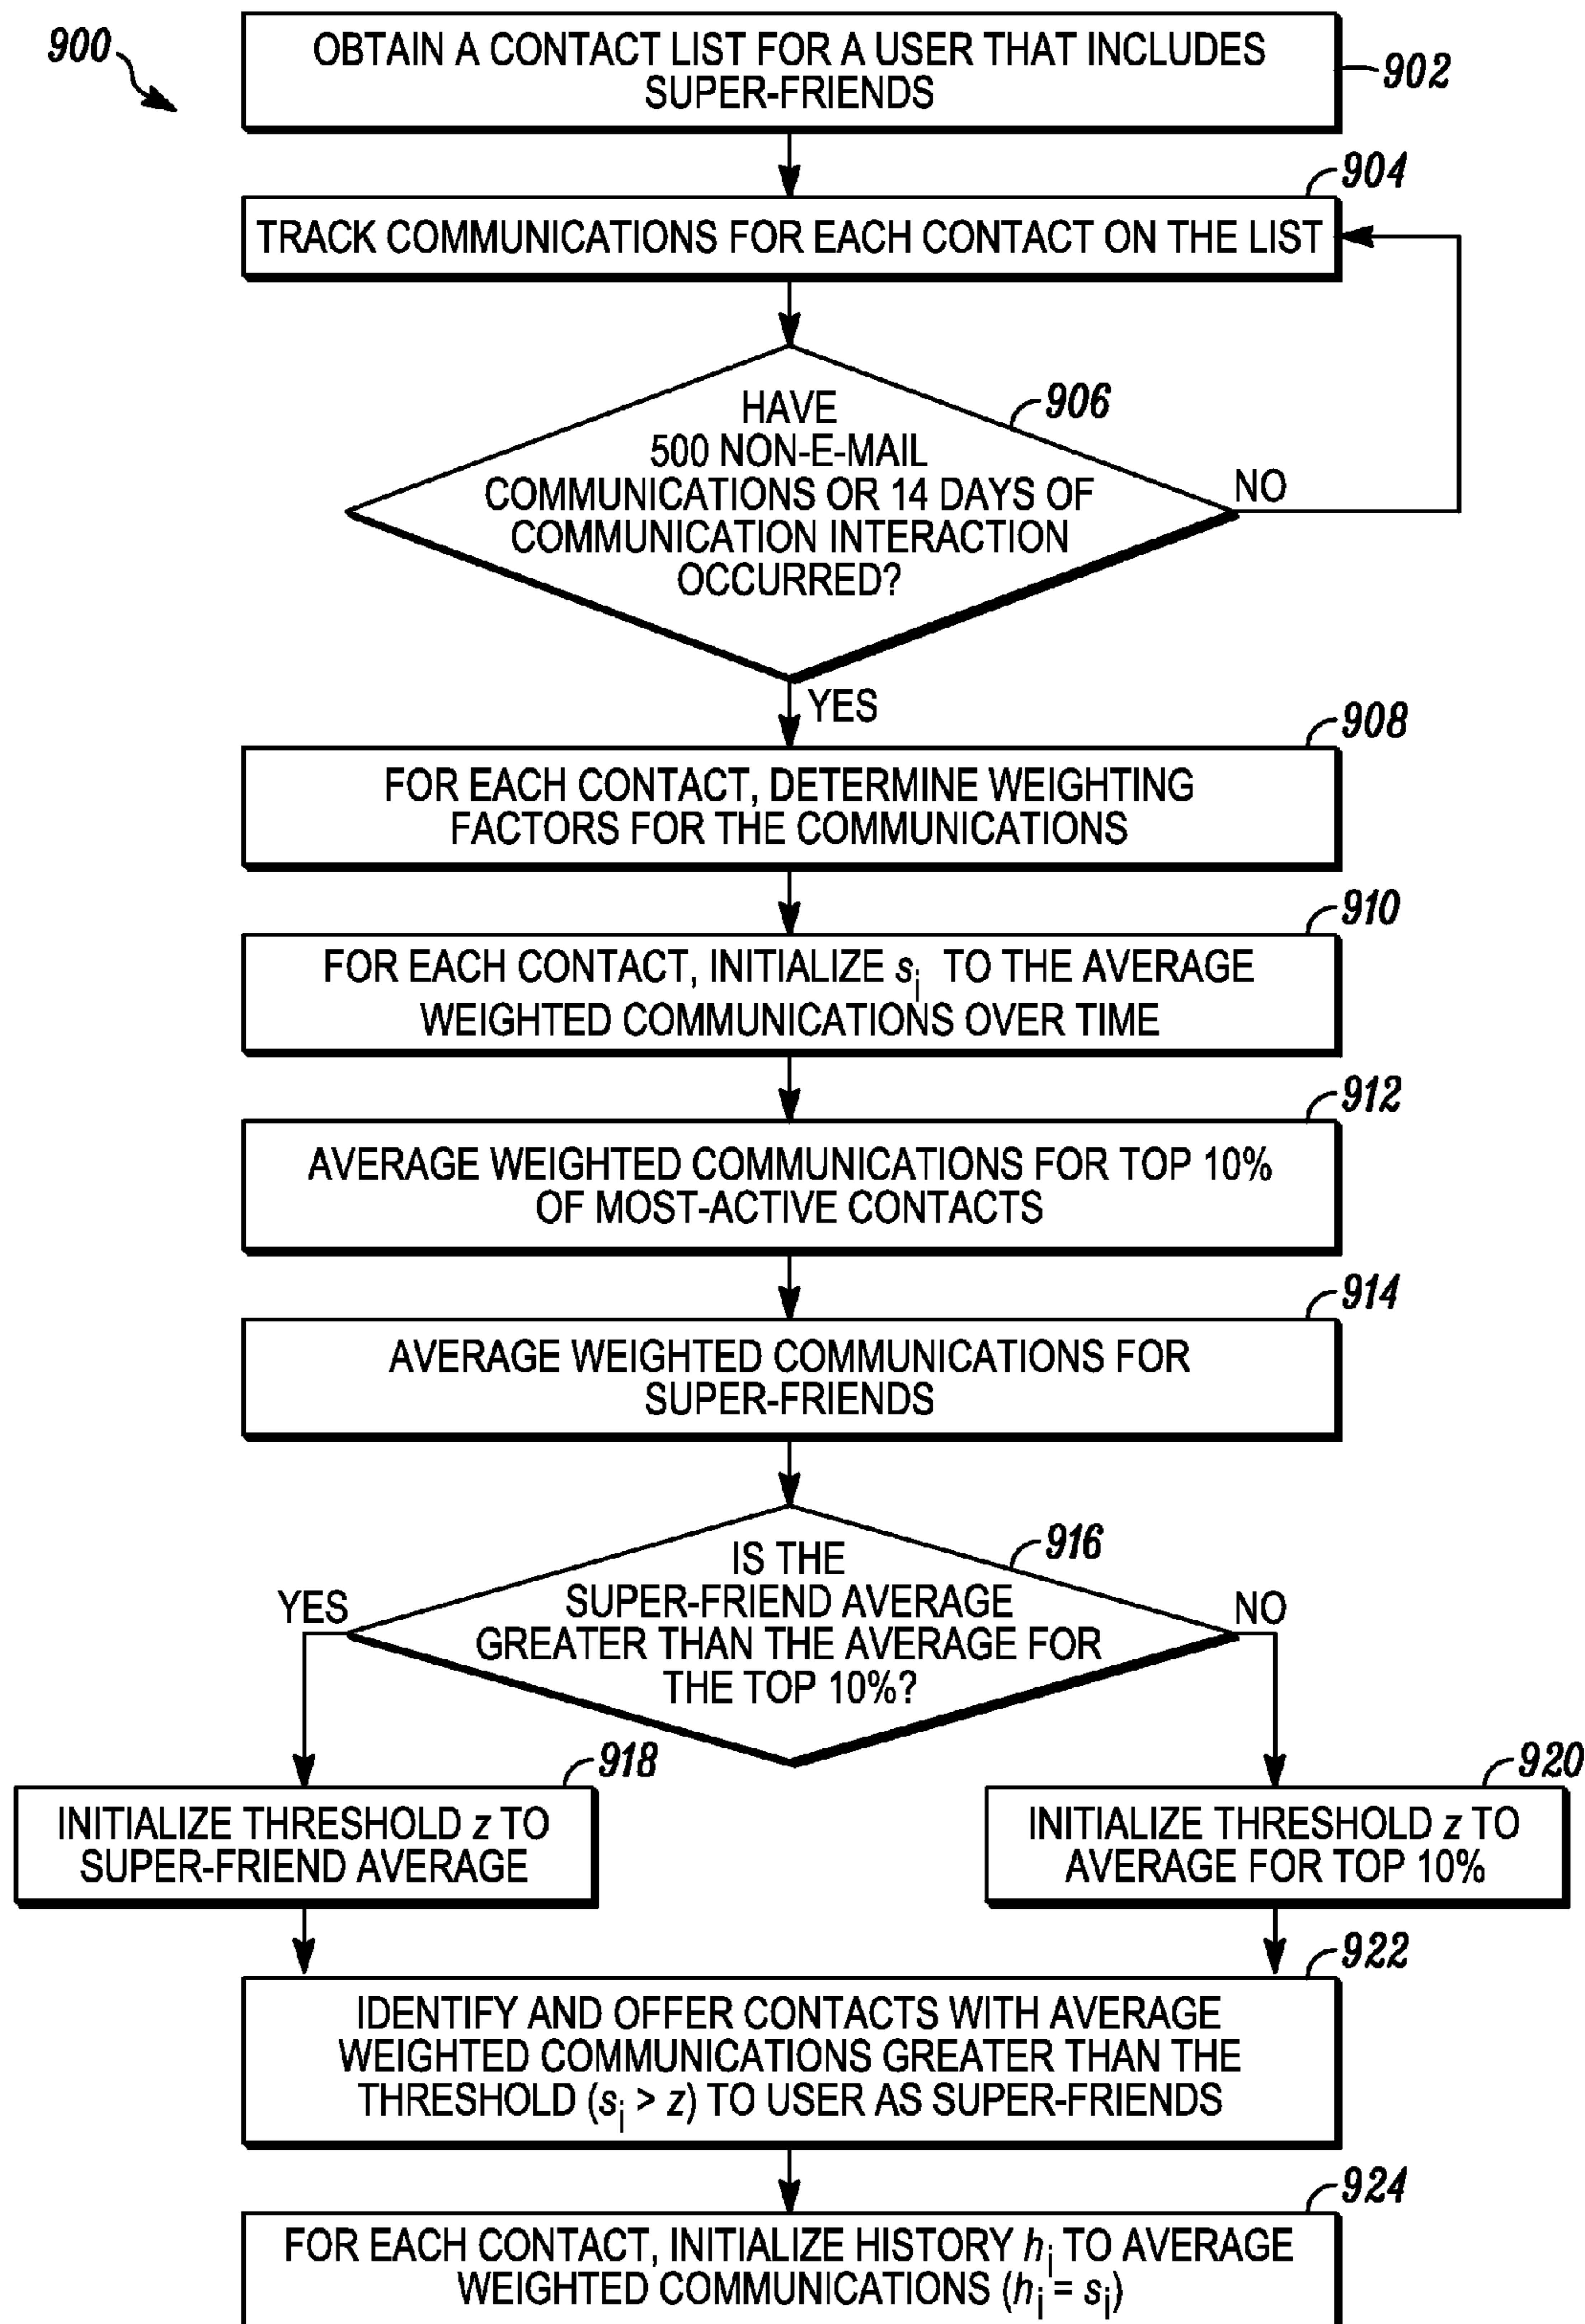 900
OBTAIN A CONTACT LIST FOR A USER THAT INCLUDES
SUPER-FRIENDS
902
904
TRACK COMMUNICATIONS FOR EACH CONTACT ON THE LIST
906
HAVE
500 NON-E-MAIL
COMMUNICATIONS OR 14 DAYS OF
COMMUNICATION INTERACTION
OCCURRED?
NO
YES
908
FOR EACH CONTACT, DETERMINE WEIGHTING
FACTORS FOR THE COMMUNICATIONS
910
FOR EACH CONTACT, INITIALIZE si TO THE AVERAGE
WEIGHTED COMMUNICATIONS OVER TIME
912
AVERAGE WEIGHTED COMMUNICATIONS FOR TOP 10%
OF MOST-ACTIVE CONTACTS
914
AVERAGE WEIGHTED COMMUNICATIONS FOR
SUPER-FRIENDS
916
IS THE
SUPER-FRIEND AVERAGE
GREATER THAN THE AVERAGE FOR
THE TOP 10%?
YES
NO
918
INITIALIZE THRESHOLD z TO
SUPER-FRIEND AVERAGE
920
INITIALIZE THRESHOLD z TO
AVERAGE FOR TOP 10%
922
IDENTIFY AND OFFER CONTACTS WITH AVERAGE
WEIGHTED COMMUNICATIONS GREATER THAN THE
THRESHOLD (si > z) TO USER AS SUPER-FRIENDS
924
FOR EACH CONTACT, INITIALIZE HISTORY hi TO AVERAGE
WEIGHTED COMMUNICATIONS (hi = si)